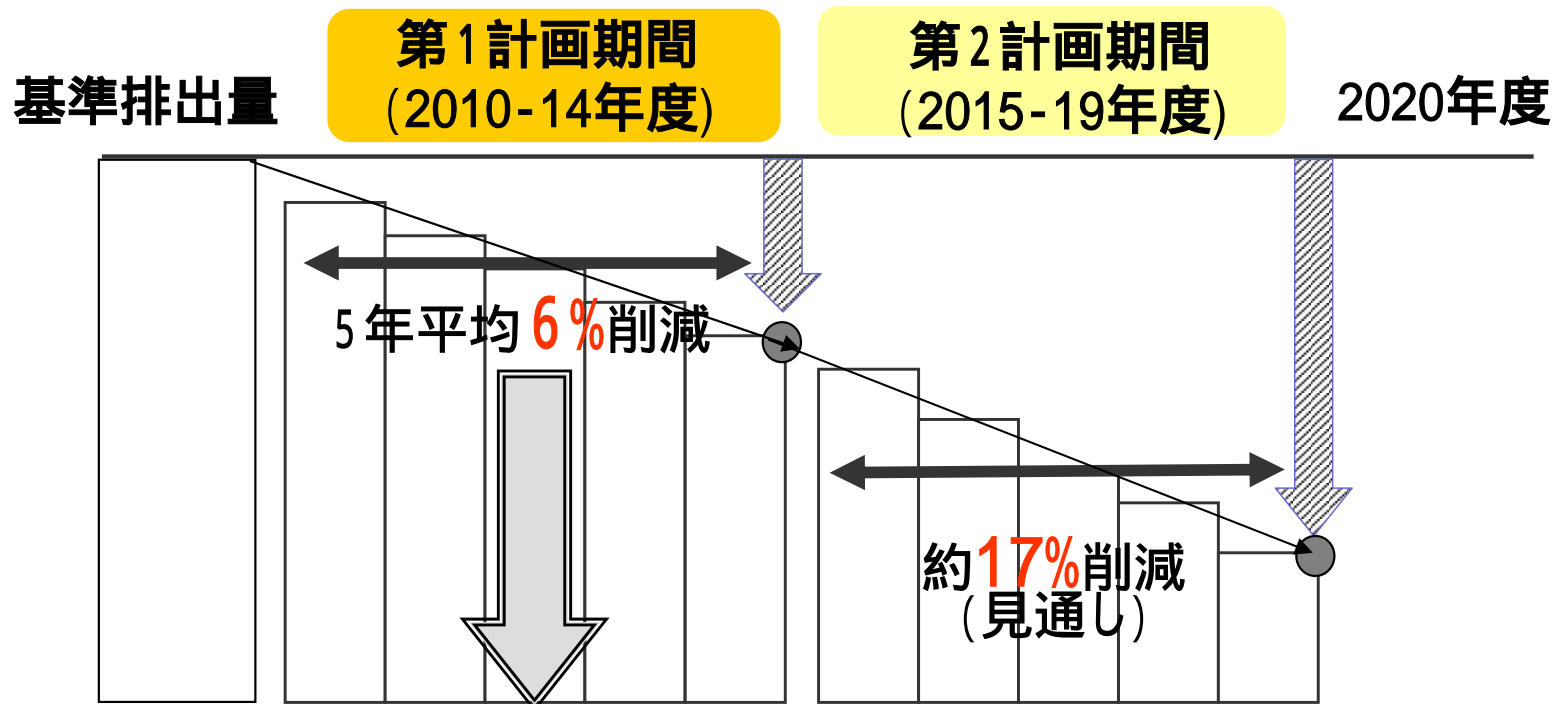 基準排出量
第1計画期間
(2010-14年度)
第2計画期間
(2015-19年度)
2020年度
5年平均6%削減
約17%削減
(見通し)